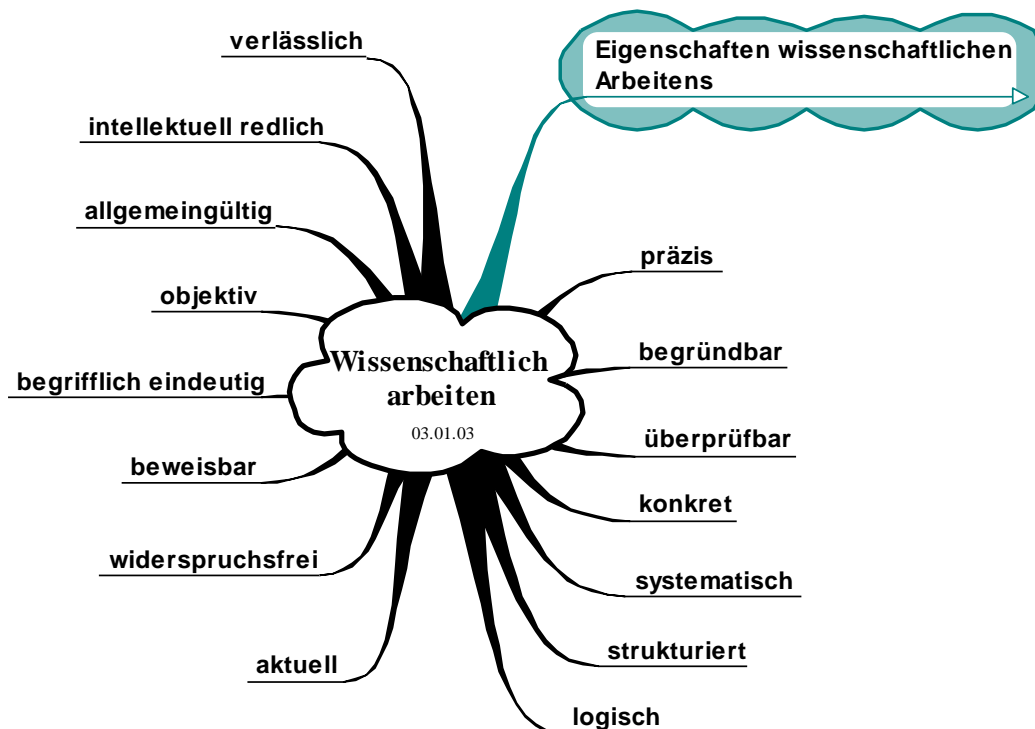 Eigenschaften wissenschaftlichen
Arbeitens
verlässlich
intellektuell redlich
allgemeingültig
objektiv
begrifflich eindeutig
beweisbar
widerspruchsfrei
aktuell
Wissenschaftlich
arbeiten
03.01.03
präzis
begründbar
überprüfbar
konkret
systematisch
strukturiert
logisch